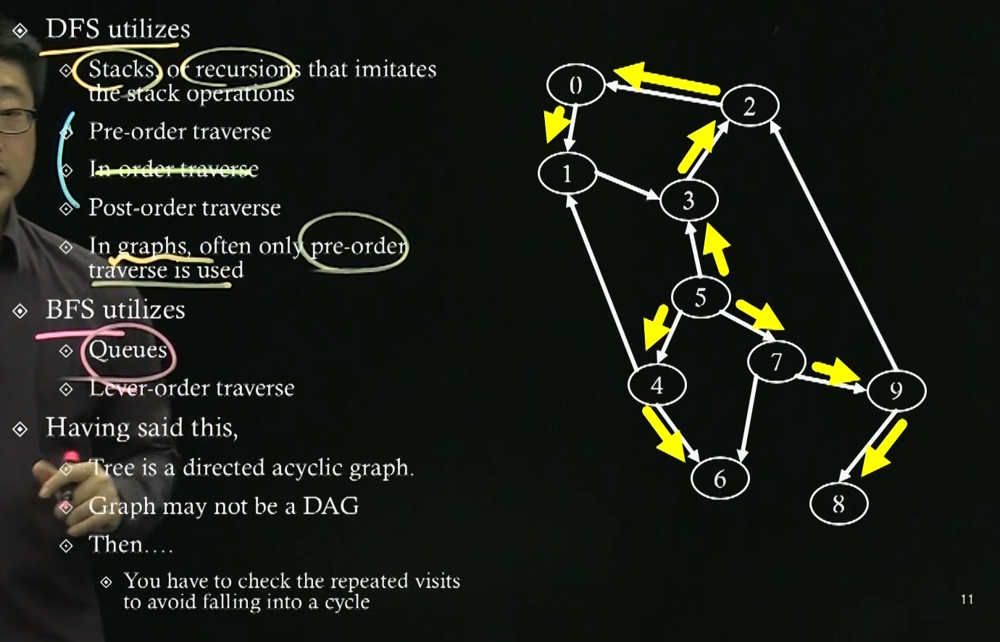 DFS utilizes
Stacks, or recursions that imitates
the stack operations
Pre-order traverse
In-order traverse
Post-order traverse
In graphs, often only pre-order
traverse is used
BFS utilizes
Queues
Lever-order traverse
Having said this,
Tree is a directed acyclic graph.
Graph may not be a DAG
Then....
You have to check the repeated visits
to avoid falling into a cycle
0
2
1
3
5
7
4
9
6
8
11